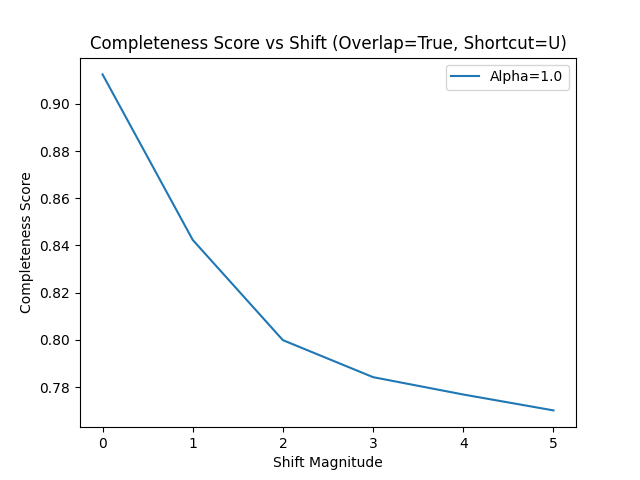 Completeness Score vs Shift (Overlap=True, Shortcut=U)
Alpha=1.0
Completeness Score
0.90
0.88
0.86
0.84
0.82
0.80
0.78
0 1 2 3 4 5
Shift Magnitude